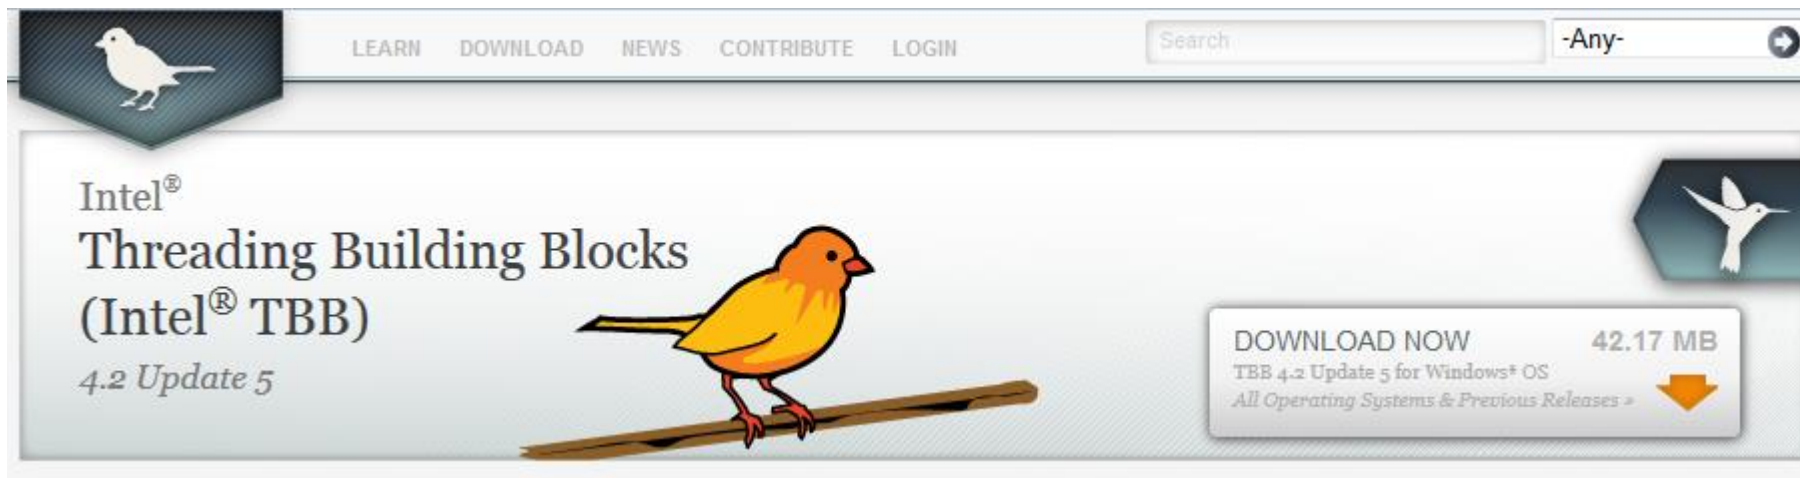 LEARN DOWNLOAD NEWS CONTRIBUTE LOGIN Search -Any-
Intel®
Threading Building Blocks
(Intel® TBB)
4.2 Update 5
DOWNLOAD NOW 42.17 MB
TBB 4.2 Update 5 for Windows* OS
All Operating Systems & Previous Releases »